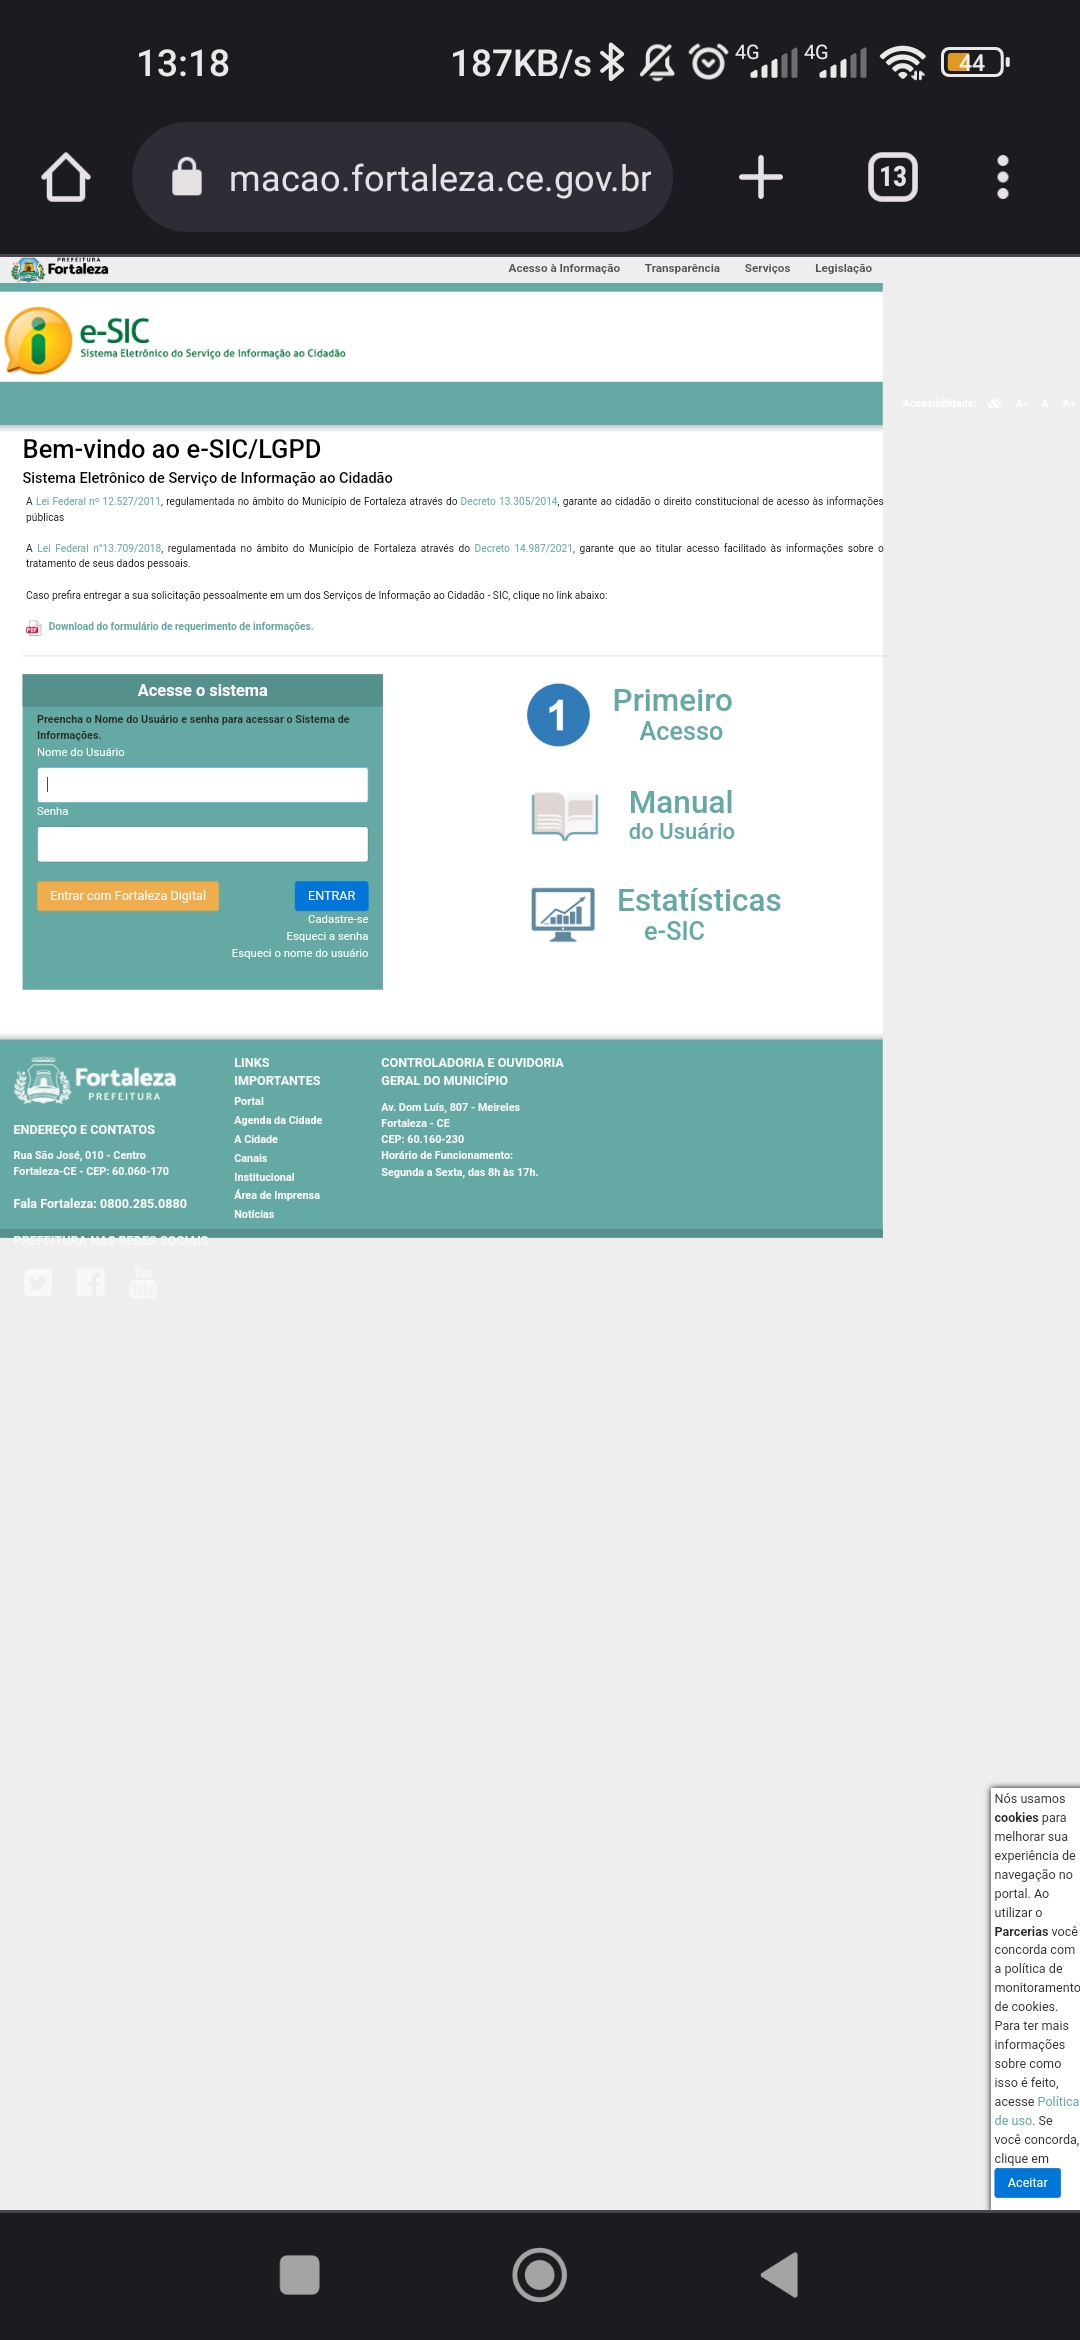 13:18
187KB/s
4G
4G
44
macao.fortaleza.ce.gov.br
13
PREFEITURA
Fortaleza
Acesso à Informação
Transparência
Serviços
Legislação
e-SIC
Sistema Eletrônico do Serviço de Informação ao Cidadão
Acessibilidade:
A-
A
A+
Bem-vindo ao e-SIC/LGPD
Sistema Eletrônico de Serviço de Informação ao Cidadão
A Lei Federal nº 12.527/2011, regulamentada no âmbito do Município de Fortaleza através do Decreto 13.305/2014, garante ao cidadão o direito constitucional de acesso às informações
públicas
A Lei Federal n°13.709/2018, regulamentada no âmbito do Município de Fortaleza através do Decreto 14.987/2021, garante que ao titular acesso facilitado às informações sobre o
tratamento de seus dados pessoais.
Caso prefira entregar a sua solicitação pessoalmente em um dos Serviços de Informação ao Cidadão - SIC, clique no link abaixo:
PDF
Download do formulário de requerimento de informações.
Acesse o sistema
Preencha o Nome do Usuário e senha para acessar o Sistema de
Informações.
Nome do Usuário
Senha
Entrar com Fortaleza Digital
ENTRAR
Cadastre-se
Esqueci a senha
Esqueci o nome do usuário
1
Primeiro
Acesso
Manual
do Usuário
Estatísticas
e-SIC
Fortaleza
PREFEITURA
ENDEREÇO E CONTATOS
Rua São José, 010 - Centro
Fortaleza-CE - CEP: 60.060-170
Fala Fortaleza: 0800.285.0880
PREFEITURA NAS REDES SOCIAIS
You
Tube
LINKS
IMPORTANTES
Portal
Agenda da Cidade
A Cidade
Canais
Institucional
Área de Imprensa
Notícias
CONTROLADORIA E OUVIDORIA
GERAL DO MUNICÍPIO
Av. Dom Luís, 807 - Meireles
Fortaleza - CE
CEP: 60.160-230
Horário de Funcionamento:
Segunda a Sexta, das 8h às 17h.
Nós usamos
cookies para
melhorar sua
experiência de
navegação no
portal. Ao
utilizar o
Parcerias você
concorda com
a política de
monitoramento
de cookies.
Para ter mais
informações
sobre como
isso é feito,
acesse Política
de uso. Se
você concorda,
clique em
Aceitar